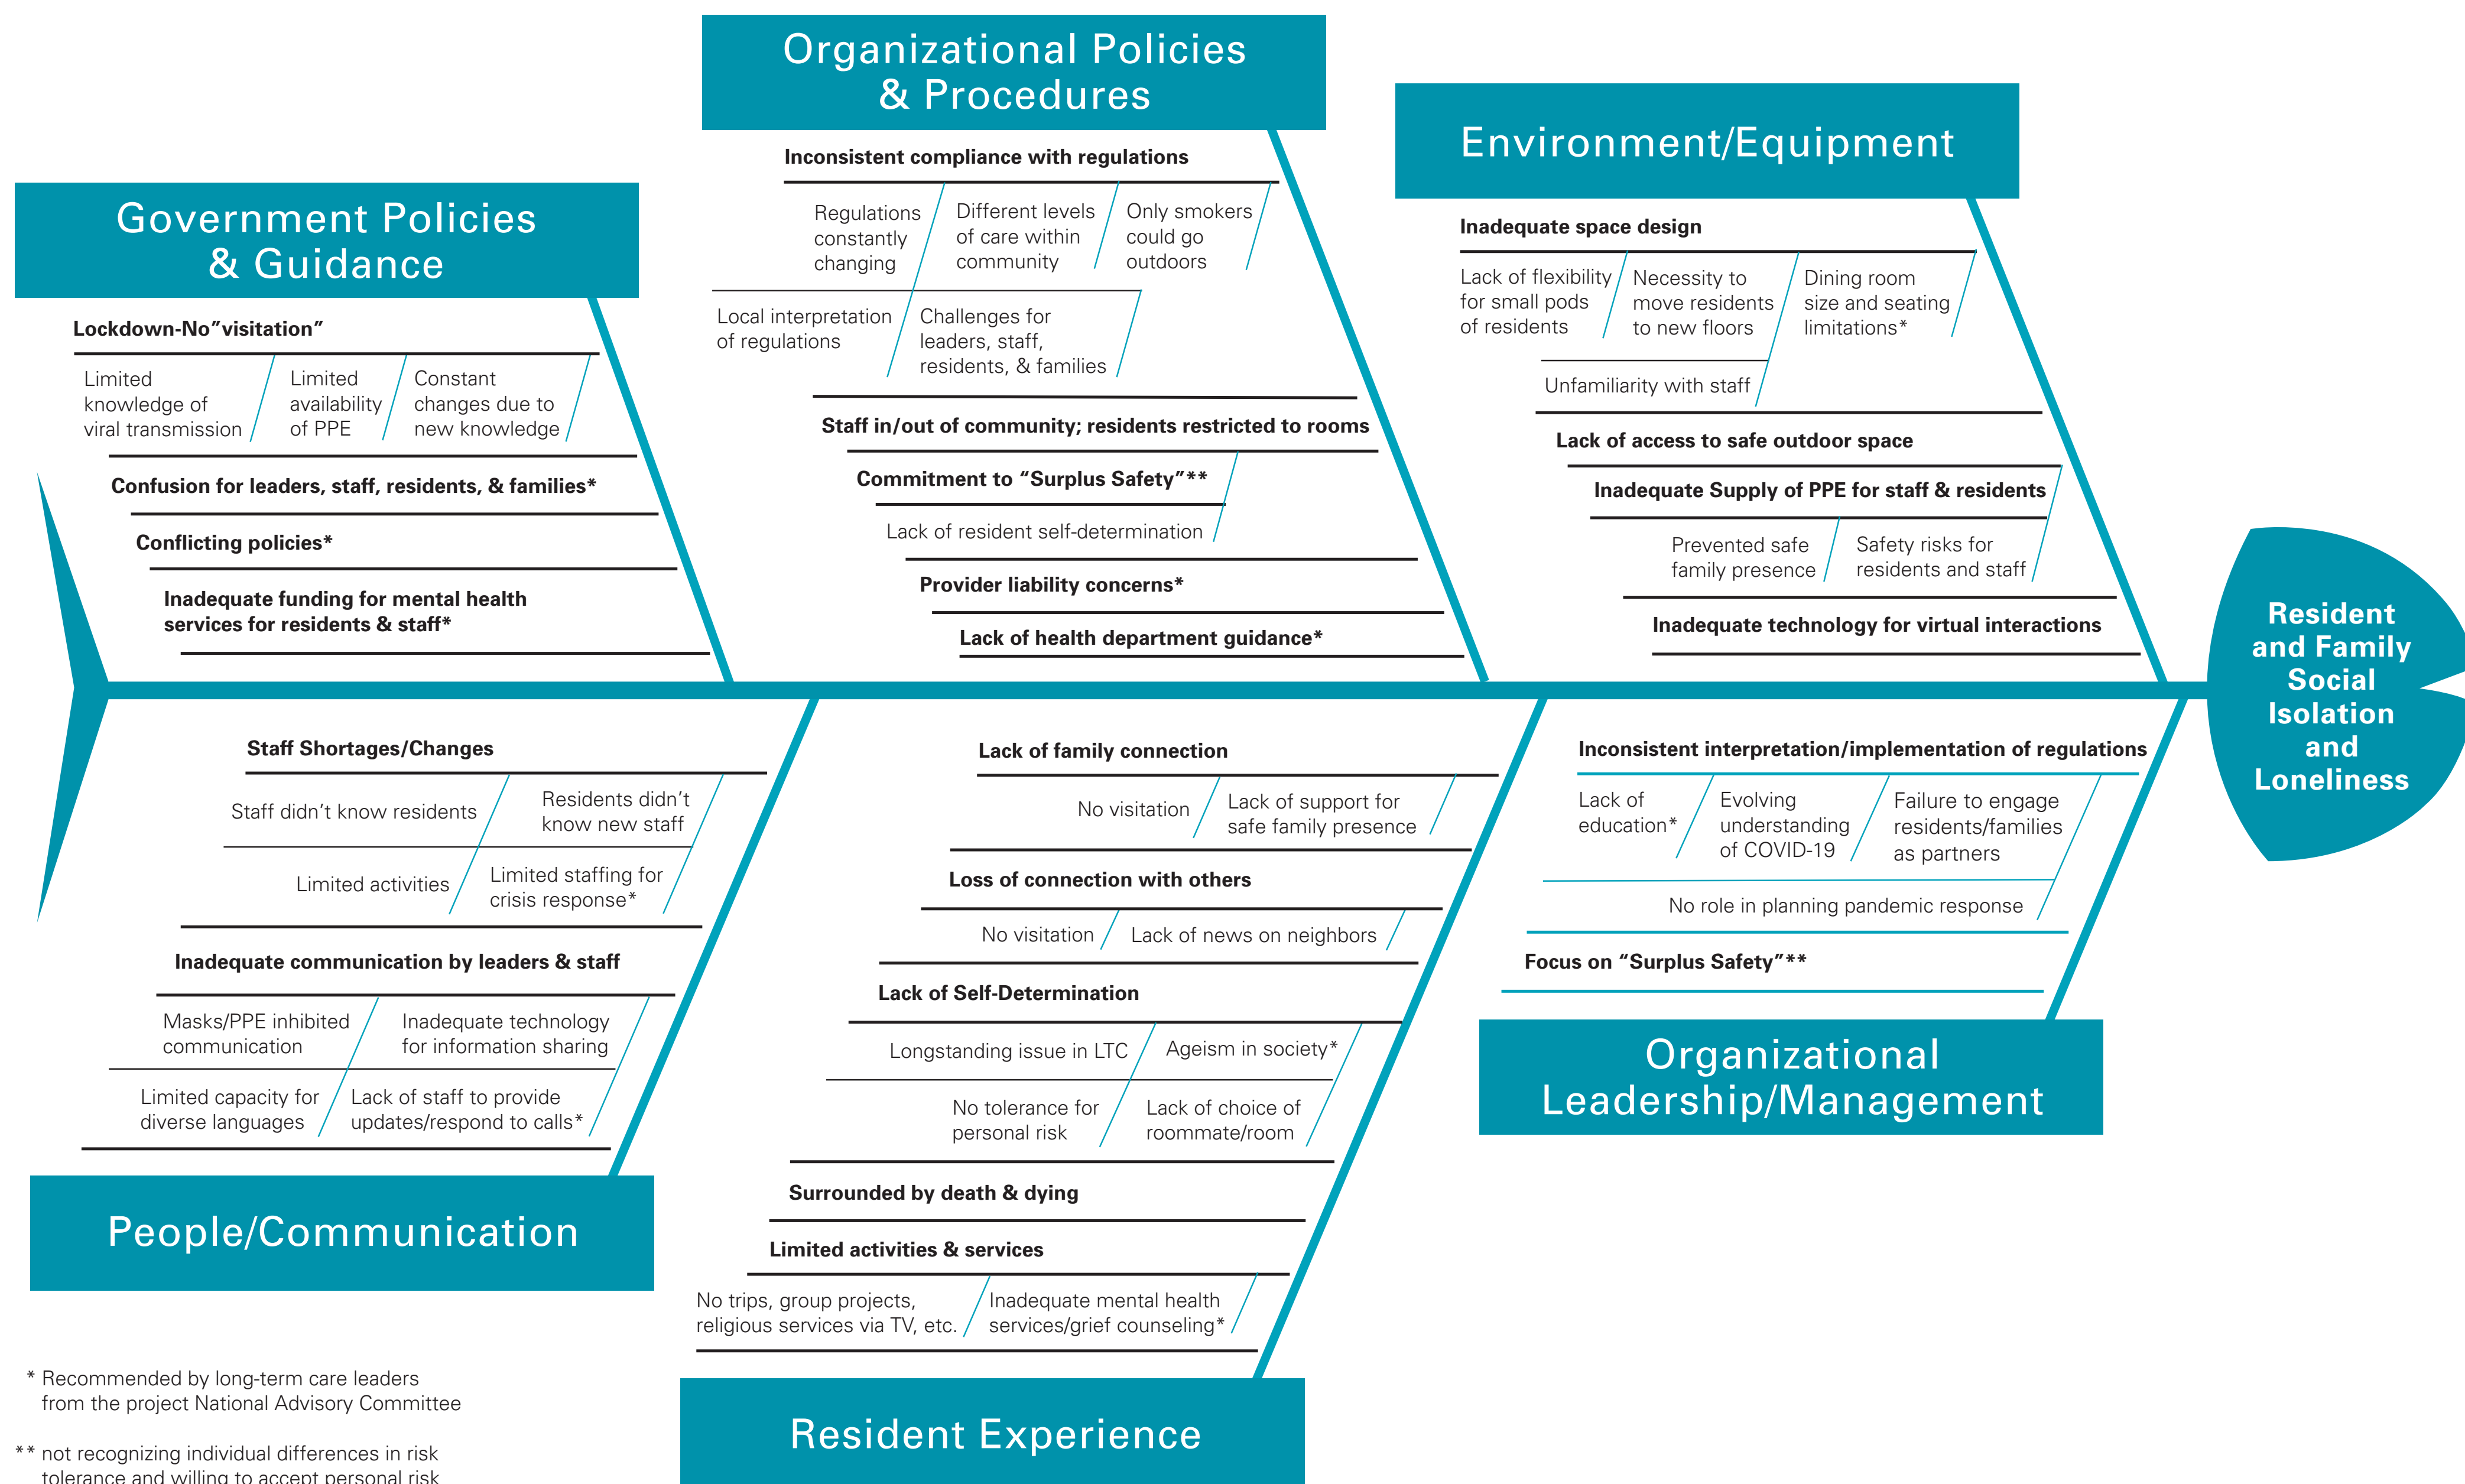 Organizational Policies
& Procedures
Inconsistent compliance with regulations
Regulations
constantly
changing
Different levels
of care within
community
Only smokers
could go
outdoors
Local interpretation
of regulations
Challenges for
leaders, staff,
residents, & families
Staff in/out of community; residents restricted to rooms
Commitment to “Surplus Safety”**
Lack of resident self-determination
Provider liability concerns*
Lack of health department guidance*
Environment/Equipment
Inadequate space design
Lack of flexibility
for small pods
of residents
Necessity to
move residents
to new floors
Dining room
size and seating
limitations*
Unfamiliarity with staff
Lack of access to safe outdoor space
Inadequate Supply of PPE for staff & residents
Prevented safe
family presence
Safety risks for
residents and staff
Inadequate technology for virtual interactions
Government Policies
& Guidance
Lockdown-No”visitation”
Limited
knowledge of
viral transmission
Limited
availability
of PPE
Constant
changes due to
new knowledge
Confusion for leaders, staff, residents, & families*
Conflicting policies*
Inadequate funding for mental health
services for residents & staff*
Resident
and Family
Social
Isolation
and
Loneliness
Staff Shortages/Changes
Staff didn’t know residents
Residents didn’t
know new staff
Limited activities
Limited staffing for
crisis response*
Inadequate communication by leaders & staff
Masks/PPE inhibited
communication
Inadequate technology
for information sharing
Limited capacity for
diverse languages
Lack of staff to provide
updates/respond to calls*
People/Communication
Lack of family connection
No visitation
Lack of support for
safe family presence
Loss of connection with others
No visitation
Lack of news on neighbors
Lack of Self-Determination
Longstanding issue in LTC
Ageism in society*
No tolerance for
personal risk
Lack of choice of
roommate/room
Surrounded by death & dying
Limited activities & services
No trips, group projects,
religious services via TV, etc.
Inadequate mental health
services/grief counseling*
Resident Experience
Inconsistent interpretation/implementation of regulations
Lack of
education*
Evolving
understanding
of COVID-19
Failure to engage
residents/families
as partners
No role in planning pandemic response
Focus on “Surplus Safety”**
Organizational
Leadership/Management
* Recommended by long-term care leaders
from the project National Advisory Committee
** not recognizing individual differences in risk
tolerance and willing to accept personal risk